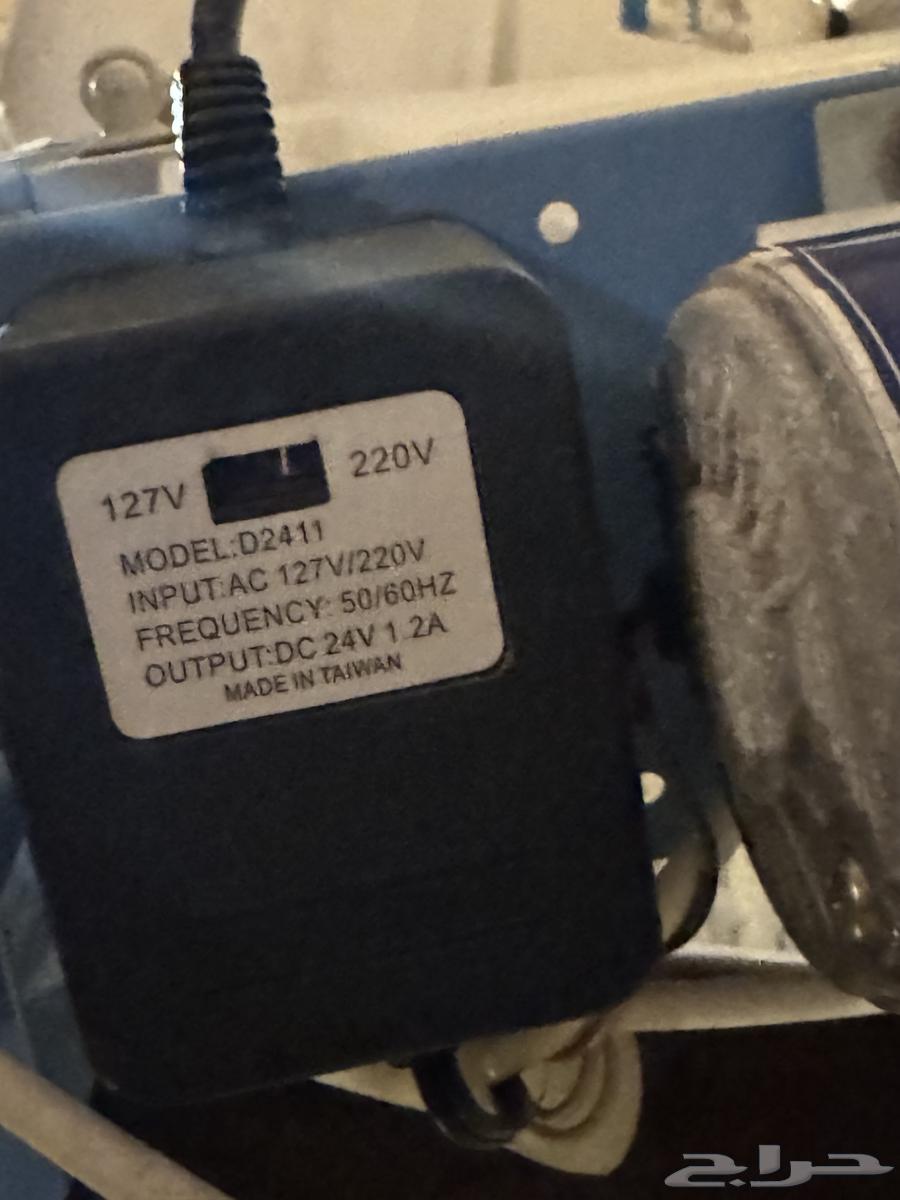 127V 220V
MODEL:D2411
INPUT:AC 127V/220V
FREQUENCY: 50/60HZ
OUTPUT:DC 24V 1.2A
MADE IN TAIWAN
حراج